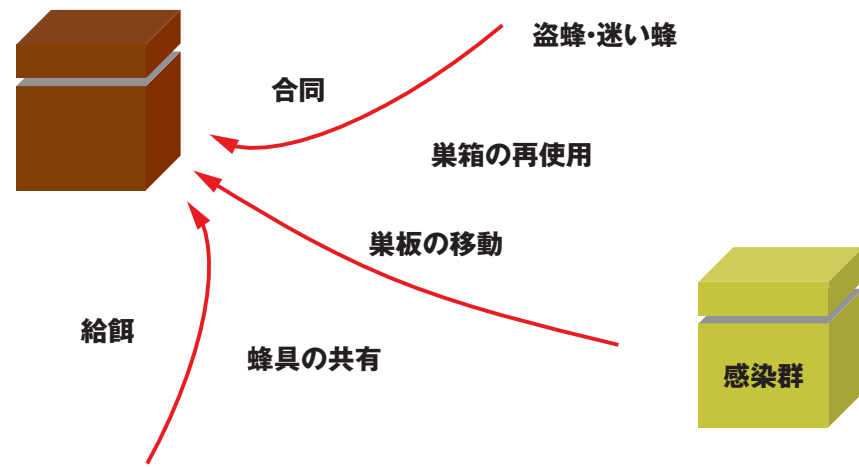 盗蜂・迷い蜂
合同
巣箱の再使用
巣板の移動
給餌
蜂具の共有
感染群